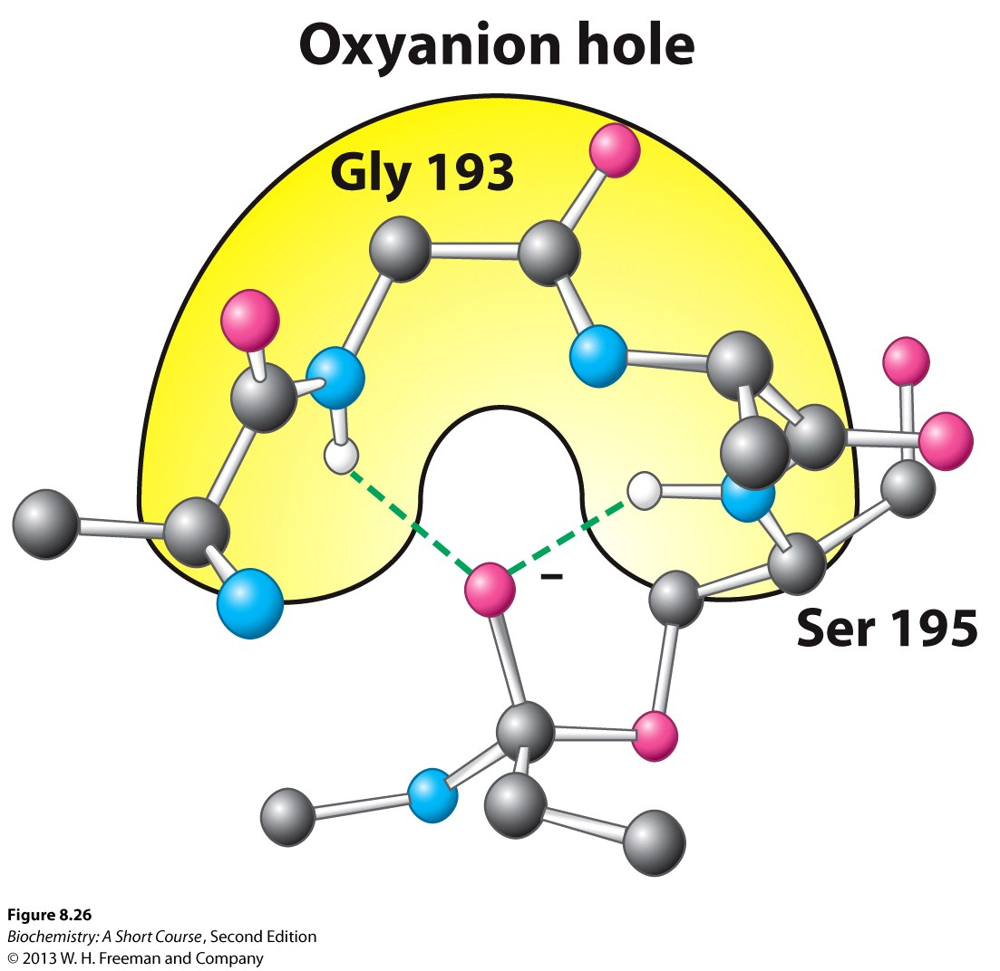 Oxyanion hole
Gly 193
–
Ser 195
Figure 8.26
Biochemistry: A Short Course, Second Edition
© 2013 W. H. Freeman and Company